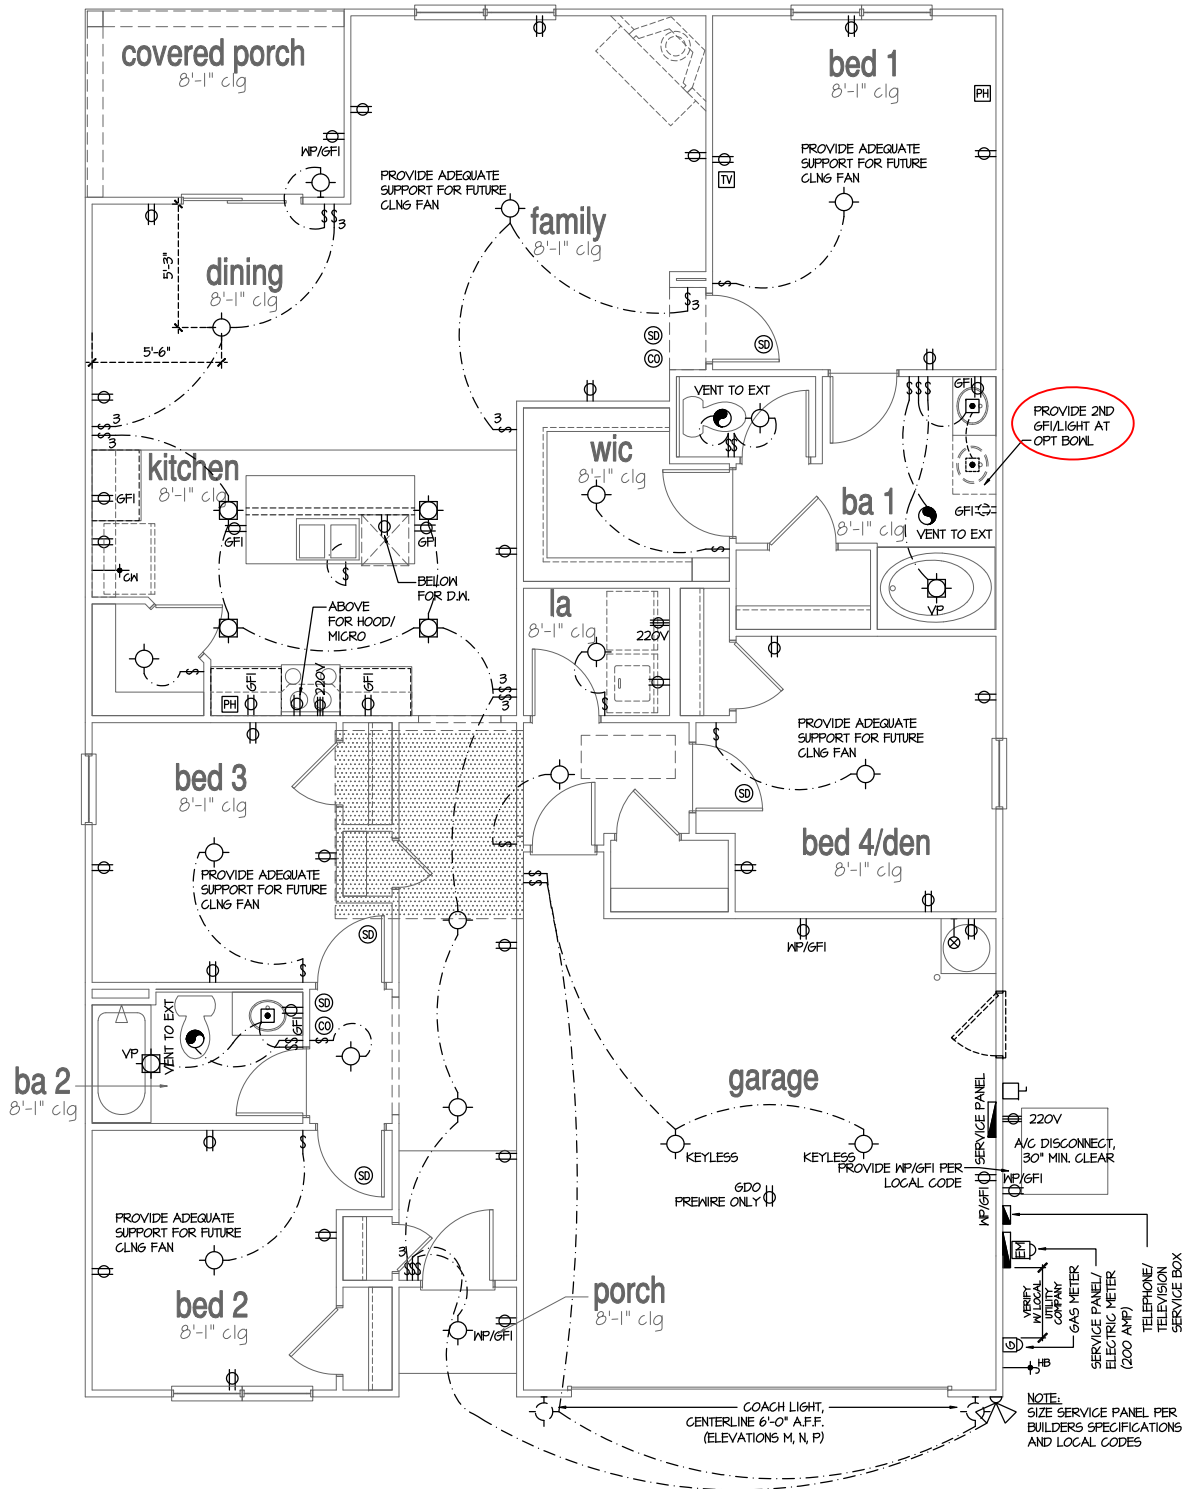 covered porch
8'-1" clg
WP/GFI
bed 1
8'-1" clg
PH
PROVIDE ADEQUATE
SUPPORT FOR FUTURE
CLNG FAN
TV
PROVIDE ADEQUATE
SUPPORT FOR FUTURE
CLNG FAN
family
8'-1" clg
3
5'-3"
dining
8'-1" clg
5'-6"
3
SD
CO
SD
3
3
3
VENT TO EXT
GFI
PROVIDE 2ND
GFI/LIGHT AT
OPT BOWL
kitchen
8'-1" clg
wic
8'-1" clg
ba 1
8'-1" clg
GFI
VENT TO EXT
GFI
GFI
GFI
CW
BELOW
FOR D.W.
VP
ABOVE
FOR HOOD/
MICRO
la
8'-1" clg
220V
GFI
220V
GFI
PH
3
3
PROVIDE ADEQUATE
SUPPORT FOR FUTURE
CLNG FAN
bed 3
8'-1" clg
SD
bed 4/den
8'-1" clg
PROVIDE ADEQUATE
SUPPORT FOR FUTURE
CLNG FAN
SD
WP/GFI
SD
CO
GFI
VENT TO EXT
VP
ba 2
8'-1" clg
garage
SERVICE PANEL
220V
A/C DISCONNECT,
30" MIN. CLEAR
KEYLESS
KEYLESS
PROVIDE WP/GFI PER
LOCAL CODE
WP/GFI
WP/GFI
SD
GDO
PREWIRE ONLY
PROVIDE ADEQUATE
SUPPORT FOR FUTURE
CLNG FAN
EM
3
bed 2
8'-1" clg
porch
8'-1" clg
WP/GFI
VERIFY
W/ LOCAL
UTILITY
COMPANY
GAS METER
SERVICE PANEL/
ELECTRIC METER
(200 AMP)
TELEPHONE/
TELEVISION
SERVICE BOX
G
HB
COACH LIGHT,
CENTERLINE 6'-0" A.F.F.
(ELEVATIONS M, N, P)
NOTE:
SIZE SERVICE PANEL PER
BUILDERS SPECIFICATIONS
AND LOCAL CODES